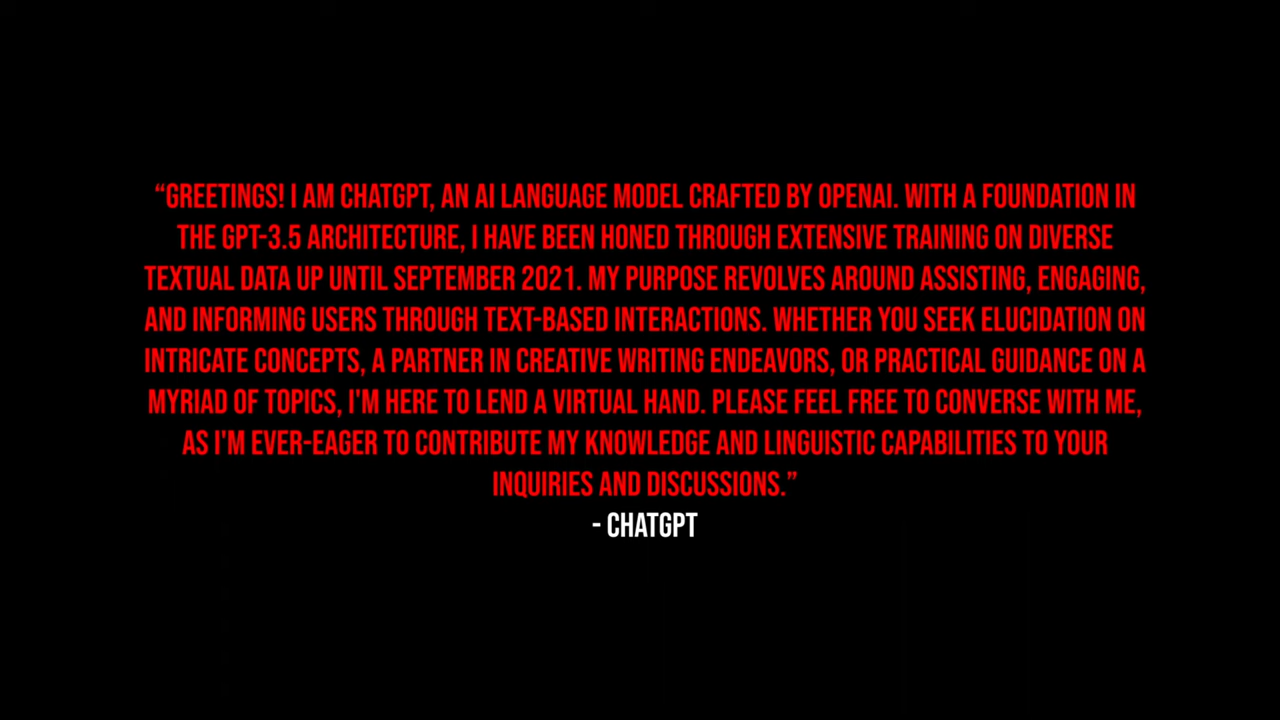 “GREETINGS! I AM CHATGPT, AN AI LANGUAGE MODEL CRAFTED BY OPENAI. WITH A FOUNDATION IN
THE GPT-3.5 ARCHITECTURE, I HAVE BEEN HONED THROUGH EXTENSIVE TRAINING ON DIVERSE
TEXTUAL DATA UP UNTIL SEPTEMBER 2021. MY PURPOSE REVOLVES AROUND ASSISTING, ENGAGING,
AND INFORMING USERS THROUGH TEXT-BASED INTERACTIONS. WHETHER YOU SEEK ELUCIDATION ON
INTRICATE CONCEPTS, A PARTNER IN CREATIVE WRITING ENDEAVORS, OR PRACTICAL GUIDANCE ON A
MYRIAD OF TOPICS, I'M HERE TO LEND A VIRTUAL HAND. PLEASE FEEL FREE TO CONVERSE WITH ME,
AS I'M EVER-EAGER TO CONTRIBUTE MY KNOWLEDGE AND LINGUISTIC CAPABILITIES TO YOUR
INQUIRIES AND DISCUSSIONS.”
- CHATGPT